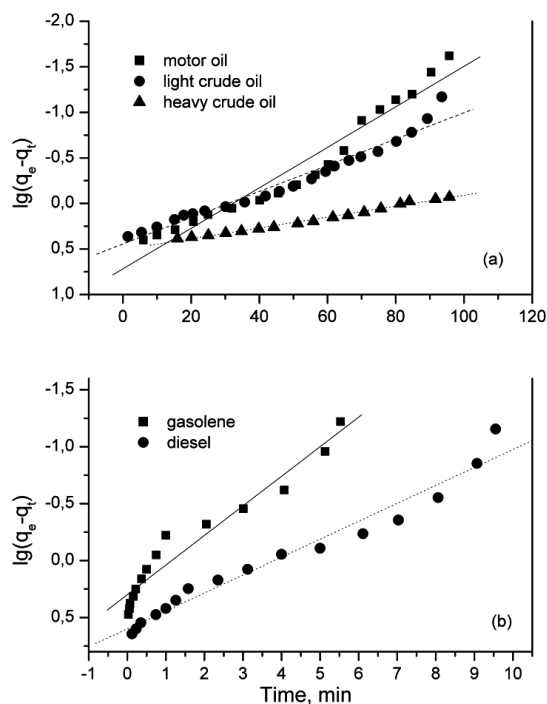 -2,0
-1,5
-1,0
-0,5
0,0
0,5
1,0
lg(qe-qt)
motor oil
light crude oil
heavy crude oil
(a)
0 20 40 60 80 100 120
-1,5
-1,0
-0,5
0,0
0,5
lg(qe-qt)
gasolene
diesel
(b)
-1 0 1 2 3 4 5 6 7 8 9 10
Time, min